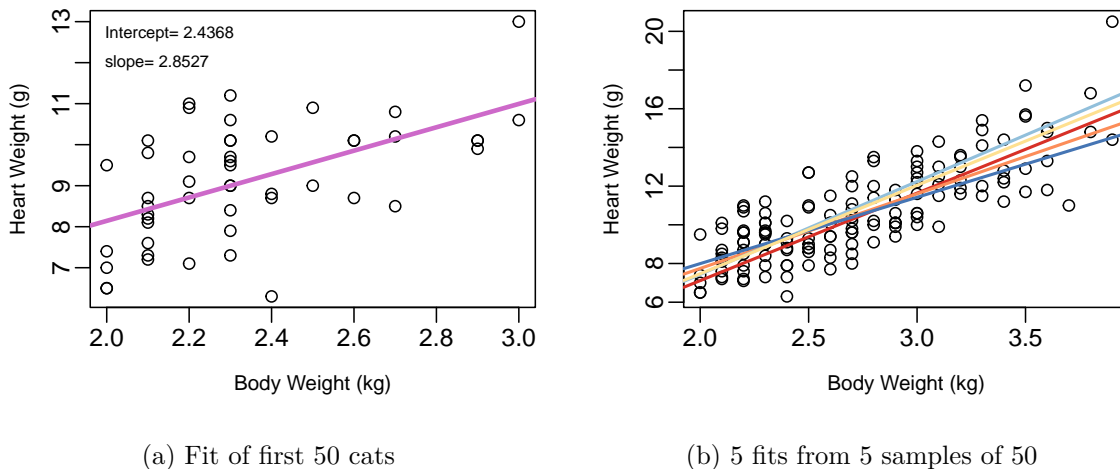 Intercept= 2.4368
slope= 2.8527
13
11
9
7
Heart Weight (g)
2.0 2.2 2.4 2.6 2.8 3.0
Body Weight (kg)
(a) Fit of first 50 cats
20
16
12
8
6
Heart Weight (g)
2.0 2.5 3.0 3.5
Body Weight (kg)
(b) 5 fits from 5 samples of 50